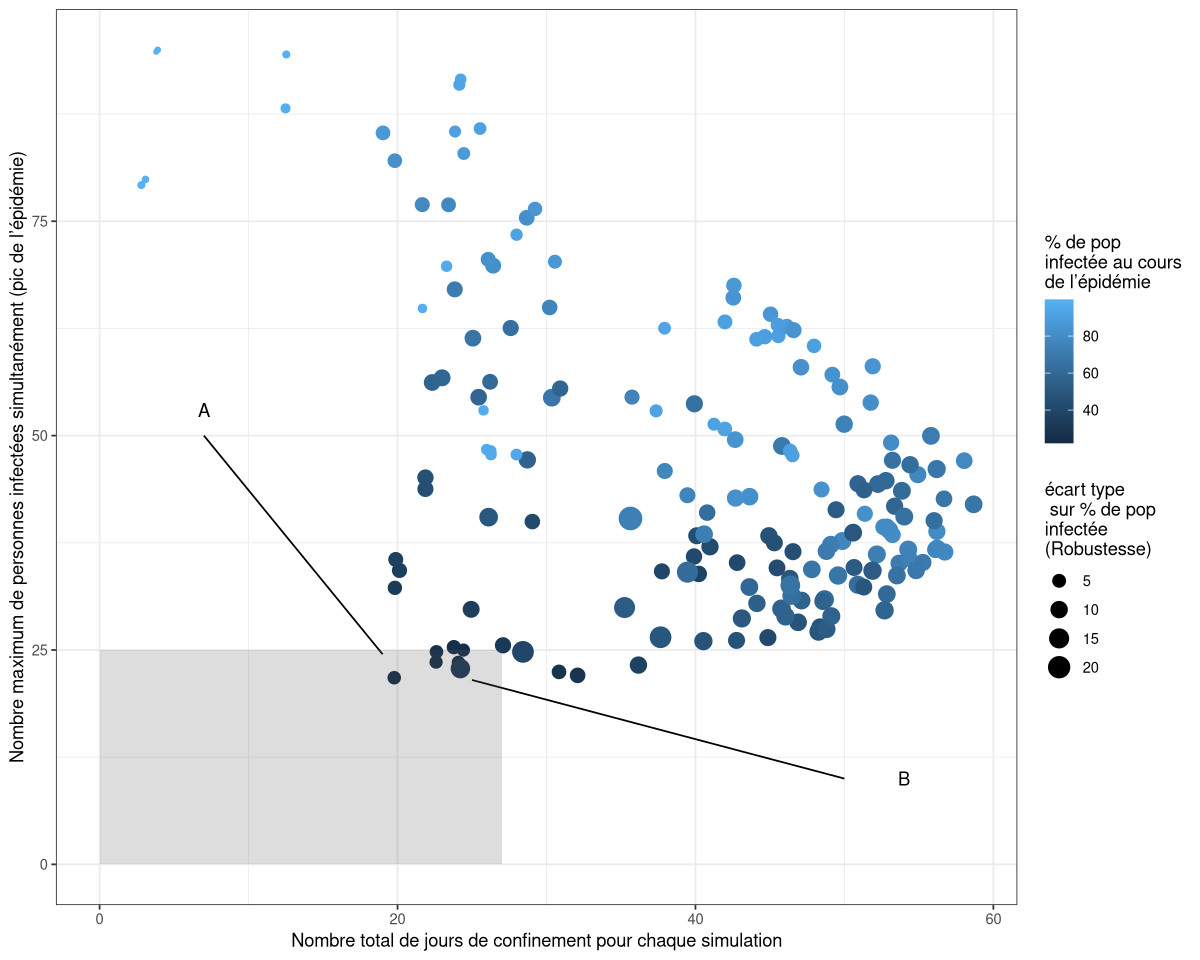 Nombre maximum de personnes infectées simultanément (pic de l'épidémie)
75
50
25
0
A
B
0
20
40
60
Nombre total de jours de confinement pour chaque simulation
% de pop
infectée au cours
de l'épidémie
80
60
40
écart type
sur % de pop
infectée
(Robustesse)
5
10
15
20